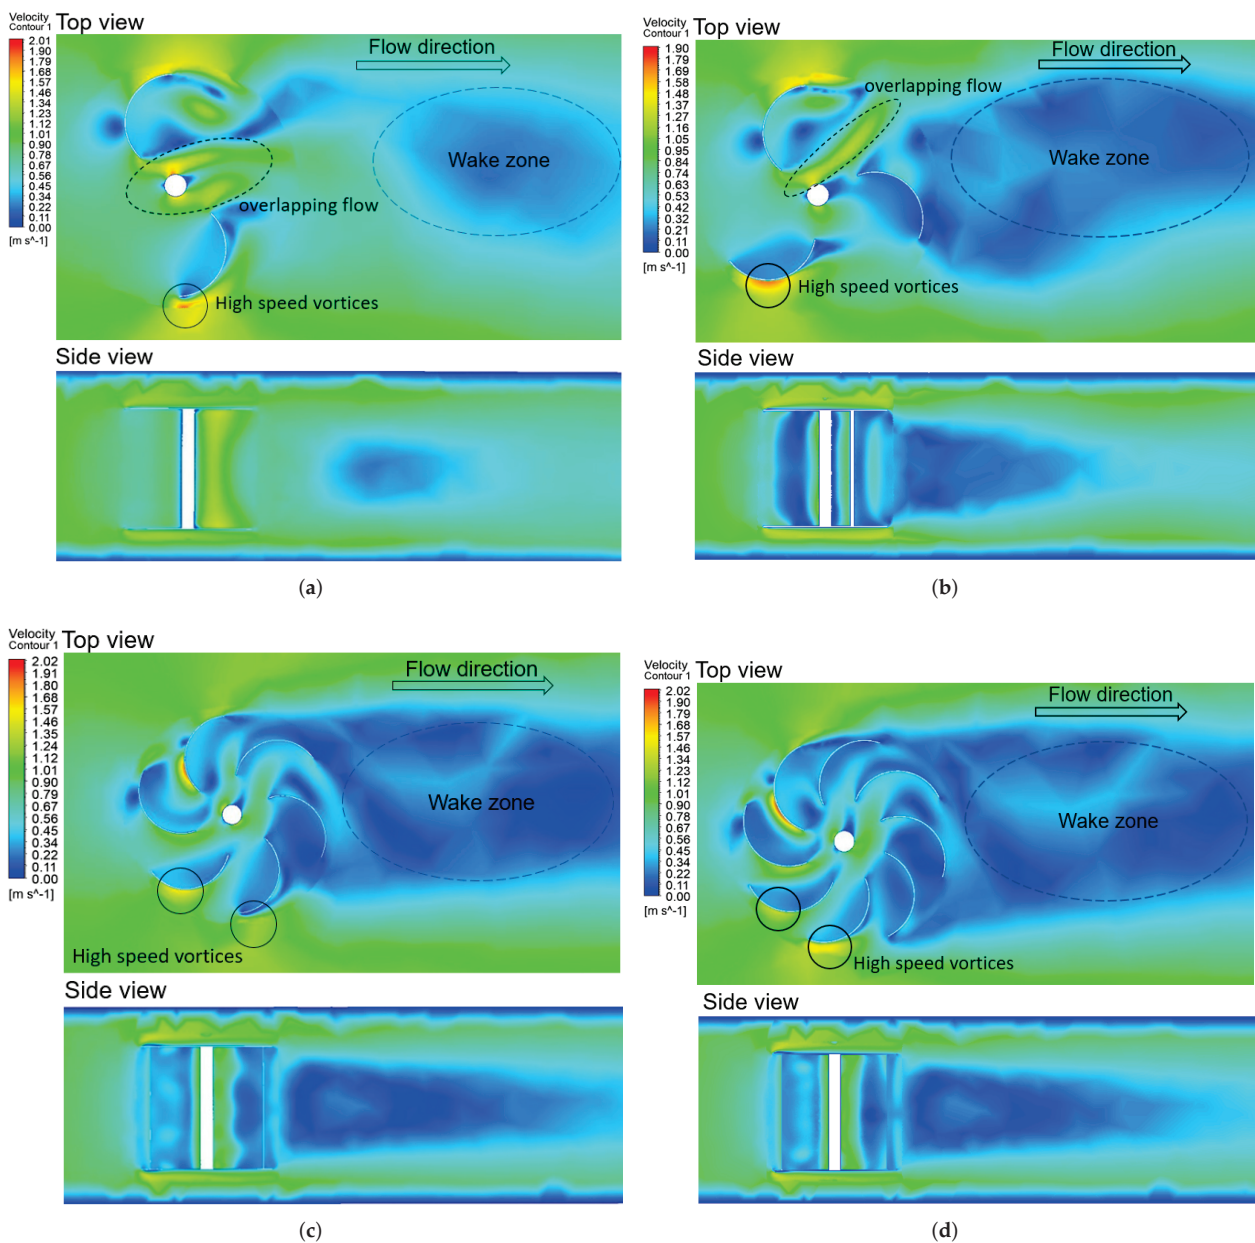 Velocity
Contour 1
Top view
2.01
1.90
1.79
1.68
1.57
1.46
1.34
1.23
1.12
1.01
0.90
0.78
0.67
0.56
0.45
0.34
0.22
0.11
0.00
[m s^-1]
Flow direction
Wake zone
overlapping flow
High speed vortices
Side view
(a)
Velocity
Contour 1
Top view
1.90
1.79
1.69
1.58
1.48
1.37
1.27
1.16
1.05
0.95
0.84
0.74
0.63
0.53
0.42
0.32
0.21
0.11
0.00
[m s^-1]
Flow direction
overlapping flow
Wake zone
High speed vortices
Side view
(b)
Velocity
Contour 1
Top view
2.02
1.91
1.80
1.68
1.57
1.46
1.35
1.23
1.12
1.01
0.90
0.79
0.67
0.56
0.45
0.34
0.22
0.11
0.00
[m s^-1]
Flow direction
Wake zone
High speed vortices
Side view
(c)
Velocity
Contour 1
Top view
2.02
1.91
1.79
1.68
1.57
1.46
1.34
1.23
1.12
1.01
0.90
0.78
0.67
0.56
0.45
0.34
0.22
0.11
0.00
[m s^-1]
Flow direction
Wake zone
High speed vortices
Side view
(d)